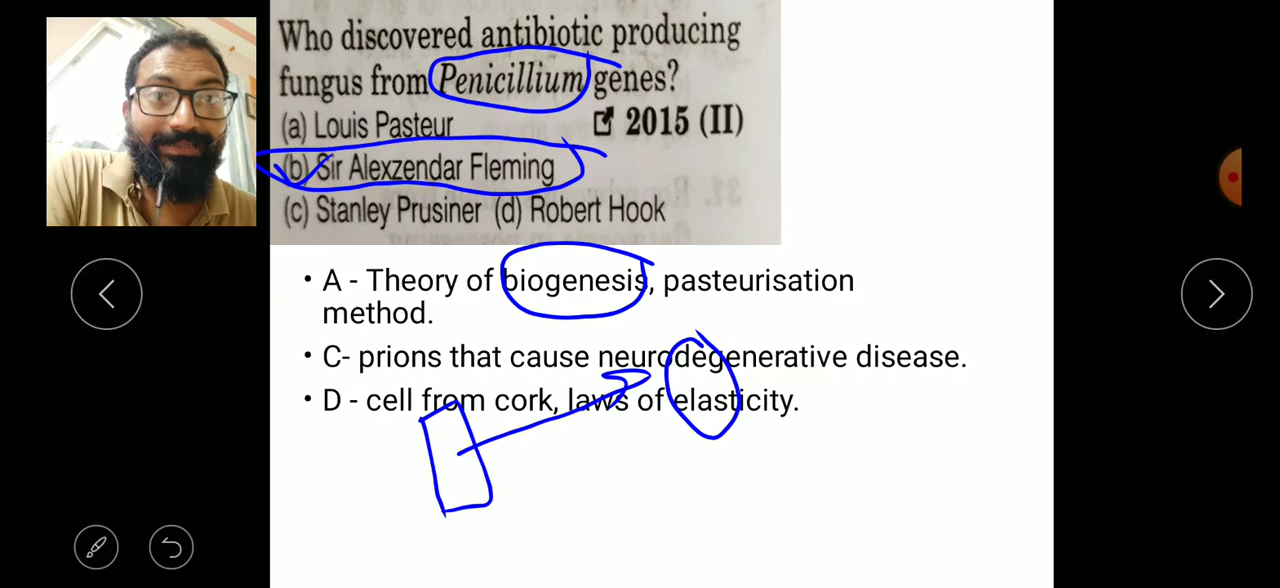 Who discovered antibiotic producing
fungus from Penicillium genes?
(a) Louis Pasteur 2015 (II)
(b) Sir Alexzendar Fleming
(c) Stanley Prusiner (d) Robert Hook
• A - Theory of biogenesis, pasteurisation
method.
• C- prions that cause neurodegenerative disease.
• D - cell from cork, laws of elasticity.